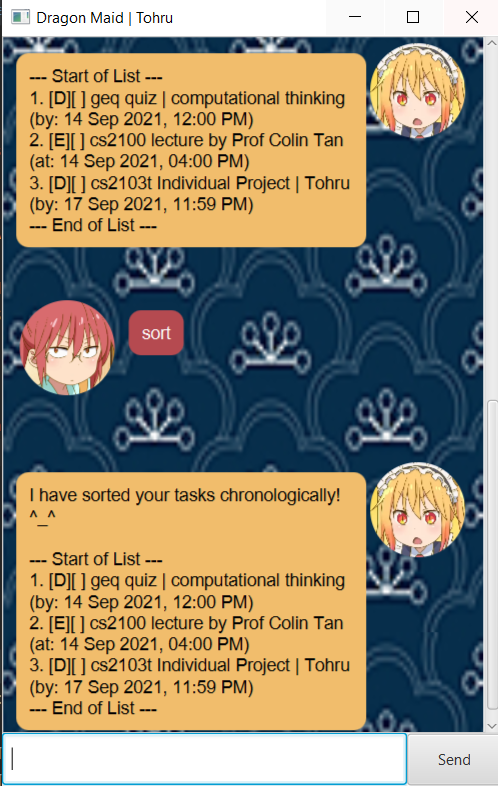 Dragon Maid | Tohru
--- Start of List ---
1. [D][ ] geq quiz | computational thinking
(by: 14 Sep 2021, 12:00 PM)
2. [E][ ] cs2100 lecture by Prof Colin Tan
(at: 14 Sep 2021, 04:00 PM)
3. [D][ ] cs2103t Individual Project | Tohru
(by: 17 Sep 2021, 11:59 PM)
--- End of List ---
sort
I have sorted your tasks chronologically!
^_^
--- Start of List ---
1. [D][ ] geq quiz | computational thinking
(by: 14 Sep 2021, 12:00 PM)
2. [E][ ] cs2100 lecture by Prof Colin Tan
(at: 14 Sep 2021, 04:00 PM)
3. [D][ ] cs2103t Individual Project | Tohru
(by: 17 Sep 2021, 11:59 PM)
--- End of List ---
Send